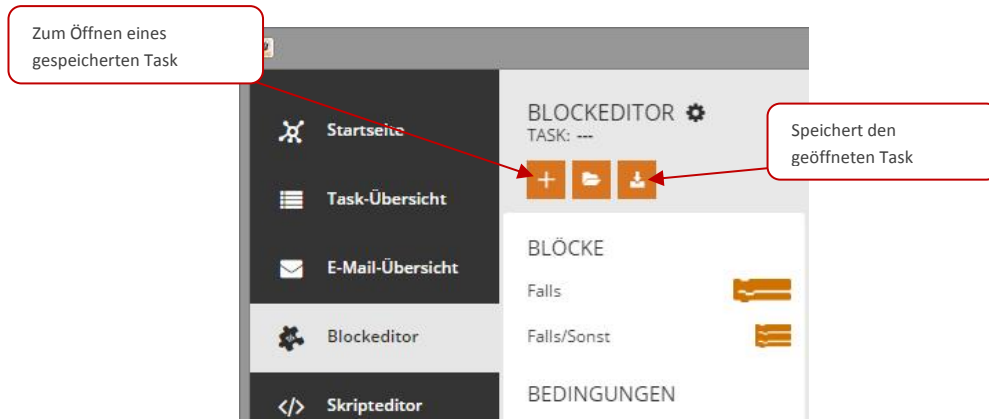 Zum Öffnen eines
gespeicherten Task
Startseite
Task-Übersicht
E-Mail-Übersicht
Blockeditor
Skripteditor
BLOCKEDITOR
TASK: ---
Speichert den
geöffneten Task
BLÖCKE
Falls
Falls/Sonst
BEDINGUNGEN